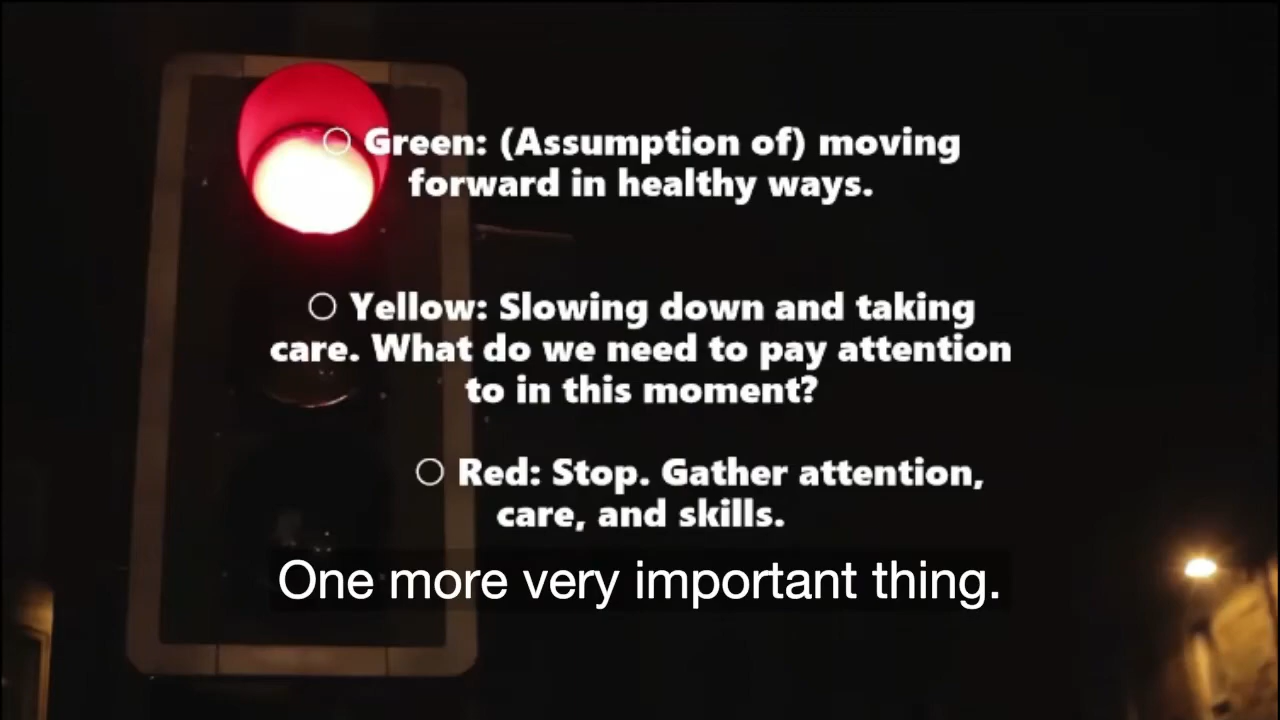 ○ Green: (Assumption of) moving
forward in healthy ways.
○ Yellow: Slowing down and taking
care. What do we need to pay attention
to in this moment?
○ Red: Stop. Gather attention,
care, and skills.
One more very important thing.